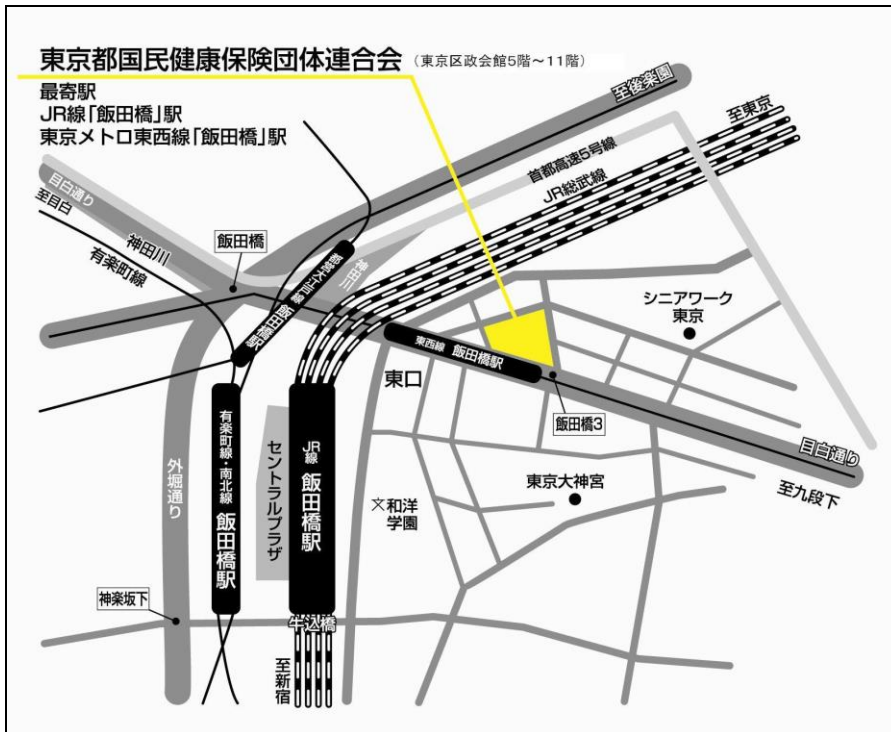 東京都国民健康保険団体連合会 (東京区政会館5階～11階)
最寄駅
JR線「飯田橋」駅
東京メトロ東西線「飯田橋」駅
至後楽園
至東京
首都高速5号線
JR総武線
目白通り
至目白
神田川
有楽町線
飯田橋
都営大江戸線 飯田橋駅
神田川
シニアワーク
東京
東西線 飯田橋駅
東口
飯田橋3
目白通り
至九段下
外堀通り
有楽町線・南北線 飯田橋駅
セントラルプラザ
JR線 飯田橋駅
文和洋
学園
東京大神宮
神楽坂下
牛込橋
至新宿